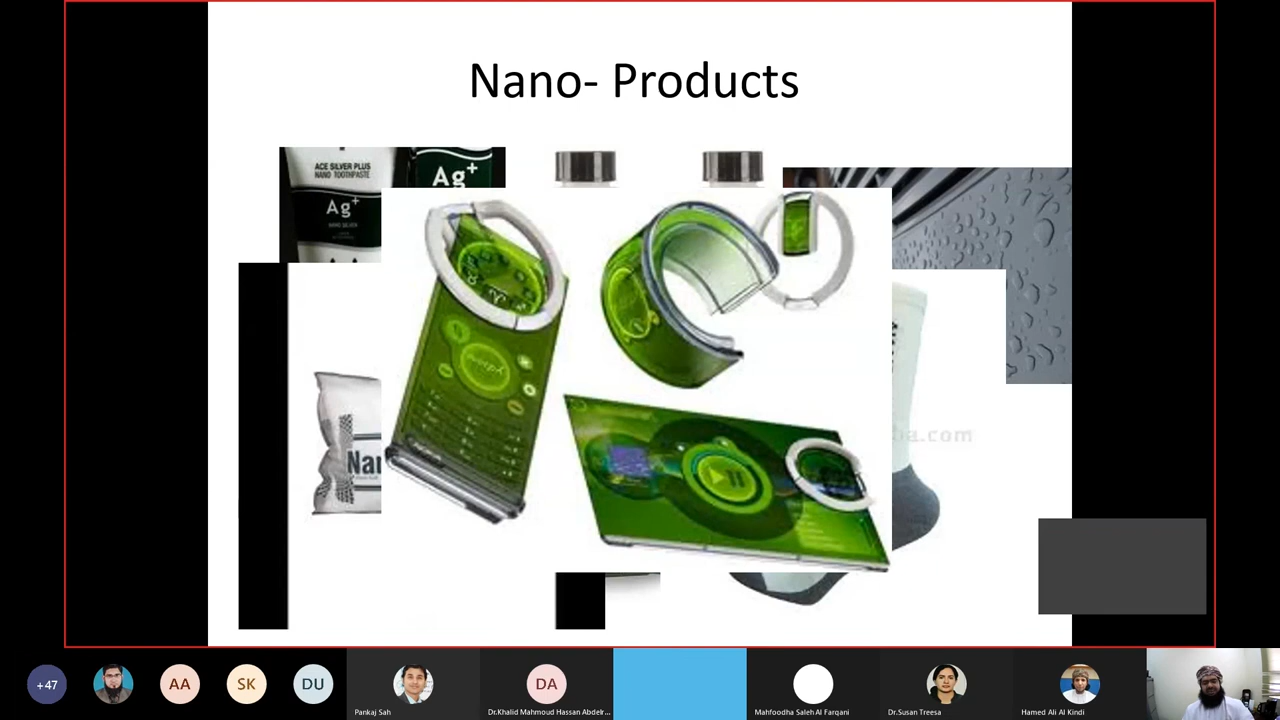 Nano- Products
ACE SILVER PLUS
NANO TOOTHPASTE
Ag+
Ag+
NANO SILVER
Nan
ba.com
+47
AA
SK
DU
DA
Pankaj Sah
Dr.Khalid Mahmoud Hassan Abdelr...
Mahfoodha Saleh Al Farqani
Dr.Susan Treesa
Hamed Ali Al Kindi